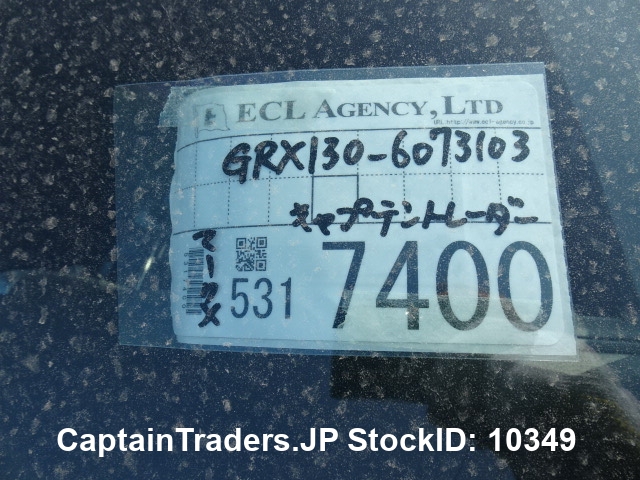 ECL AGENCY, LTD
GRX130-6073103
キャプテントレーダー
マークX
531 7400
CaptainTraders.JP StockID: 10349